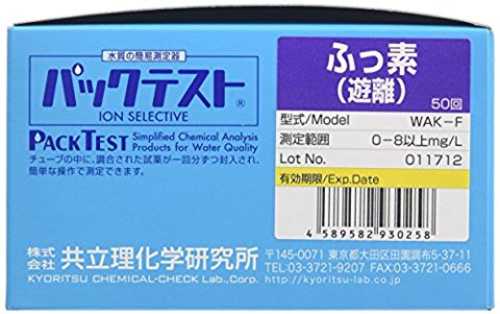 水質の簡易測定器
パックテスト®
ION SELECTIVE
PACKTEST Simplified Chemical Analysis
Products for Water Quality
チューブの中に、調合された試薬が一回分ずつ封入され、
簡単な操作で測定できます。
ふっ素
(遊離)
50回
型式/Model WAK-F
測定範囲 0-8以上mg/L
Lot No. 011712
有効期限/Exp.Date
4 589582 930258
株式会社 共立理化学研究所
KYORITSU CHEMICAL-CHECK Lab.,Corp.
〒145-0071 東京都大田区田園調布5-37-11
TEL:03-3721-9207 FAX:03-3721-0666
http://kyoritsu-lab.co.jp